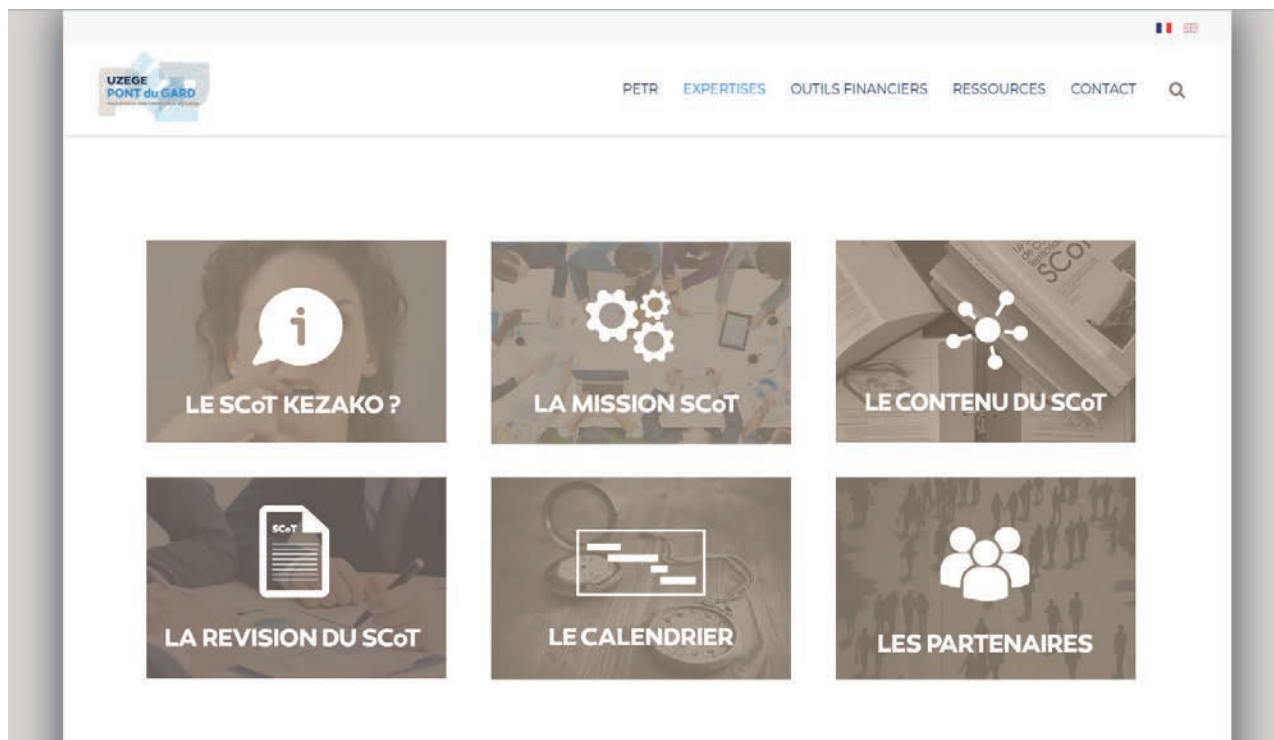 UZEGE
PONT du GARD
PETR EXPERTISES OUTILS FINANCIERS RESSOURCES CONTACT
SCoT
LE SCoT KEZAKO ?
LA MISSION SCoT
LE CONTENU DU SCoT
SCoT
LA REVISION DU SCoT
LE CALENDRIER
LES PARTENAIRES